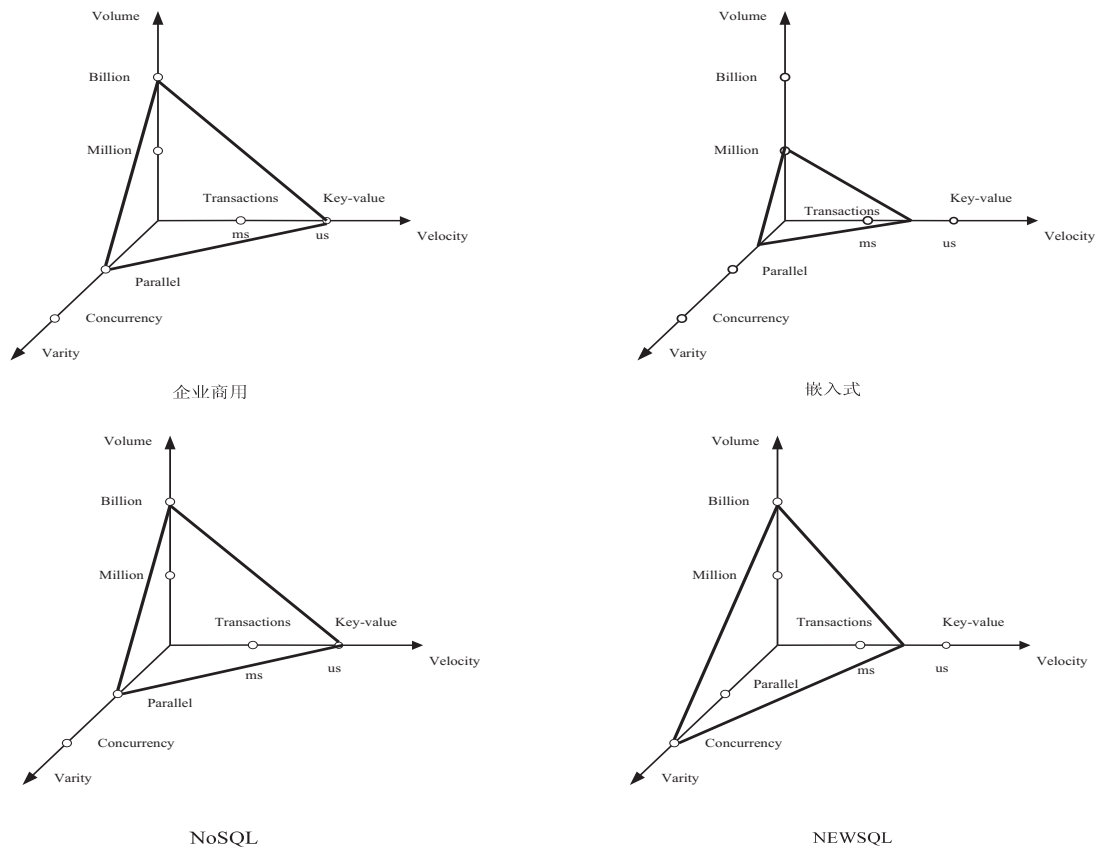 Volume
Billion
Million
Transactions
Key-value
ms
us
Velocity
Parallel
Concurrency
Varity
企业商用
Volume
Billion
Million
Transactions
Key-value
ms
us
Velocity
Parallel
Concurrency
Varity
嵌入式
Volume
Billion
Million
Transactions
Key-value
ms
us
Velocity
Parallel
Concurrency
Varity
NoSQL
Volume
Billion
Million
Transactions
Key-value
ms
us
Velocity
Parallel
Concurrency
Varity
NEWSQL